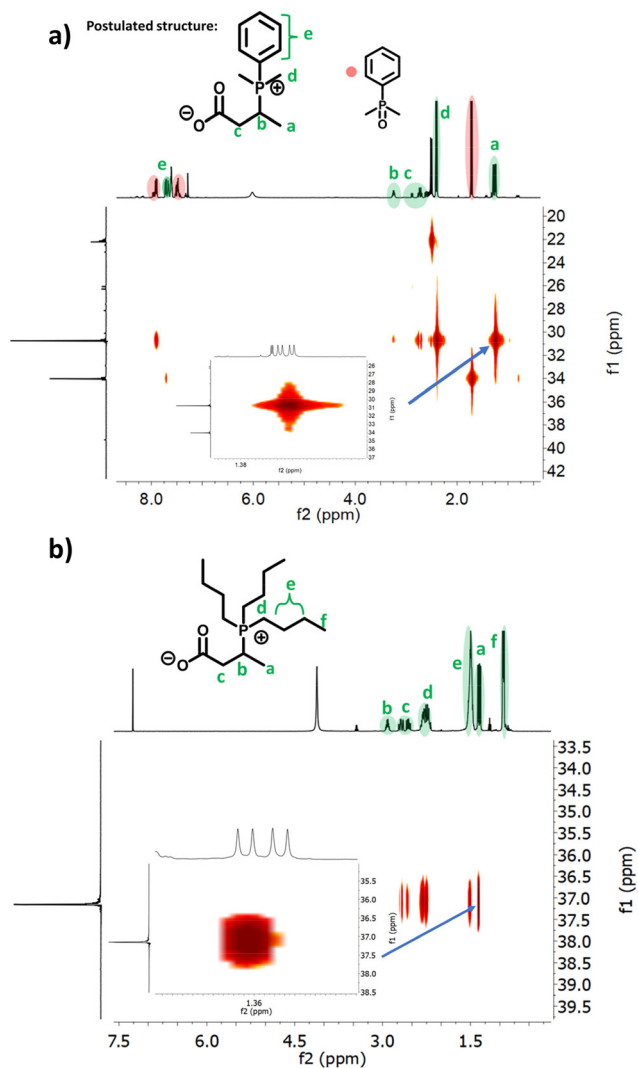 a)
Postulated structure:
e
P
⊕
d
O
⊖
O
c
b
a
P
O
e
b
c
d
a
20
22
24
26
28
30
32
34
36
38
40
42
f1 (ppm)
26
27
28
29
30
31
32
33
34
35
36
37
f1 (ppm)
1.38
f2 (ppm)
8.0
6.0
4.0
2.0
f2 (ppm)
b)
e
d
f
P
⊕
O
⊖
O
c
b
a
b
c
d
e
a
f
33.5
34.0
34.5
35.0
35.5
36.0
36.5
37.0
37.5
38.0
38.5
39.0
39.5
f1 (ppm)
35.5
36.0
36.5
37.0
37.5
38.0
38.5
f1 (ppm)
1.36
f2 (ppm)
7.5
6.0
4.5
3.0
1.5
f2 (ppm)